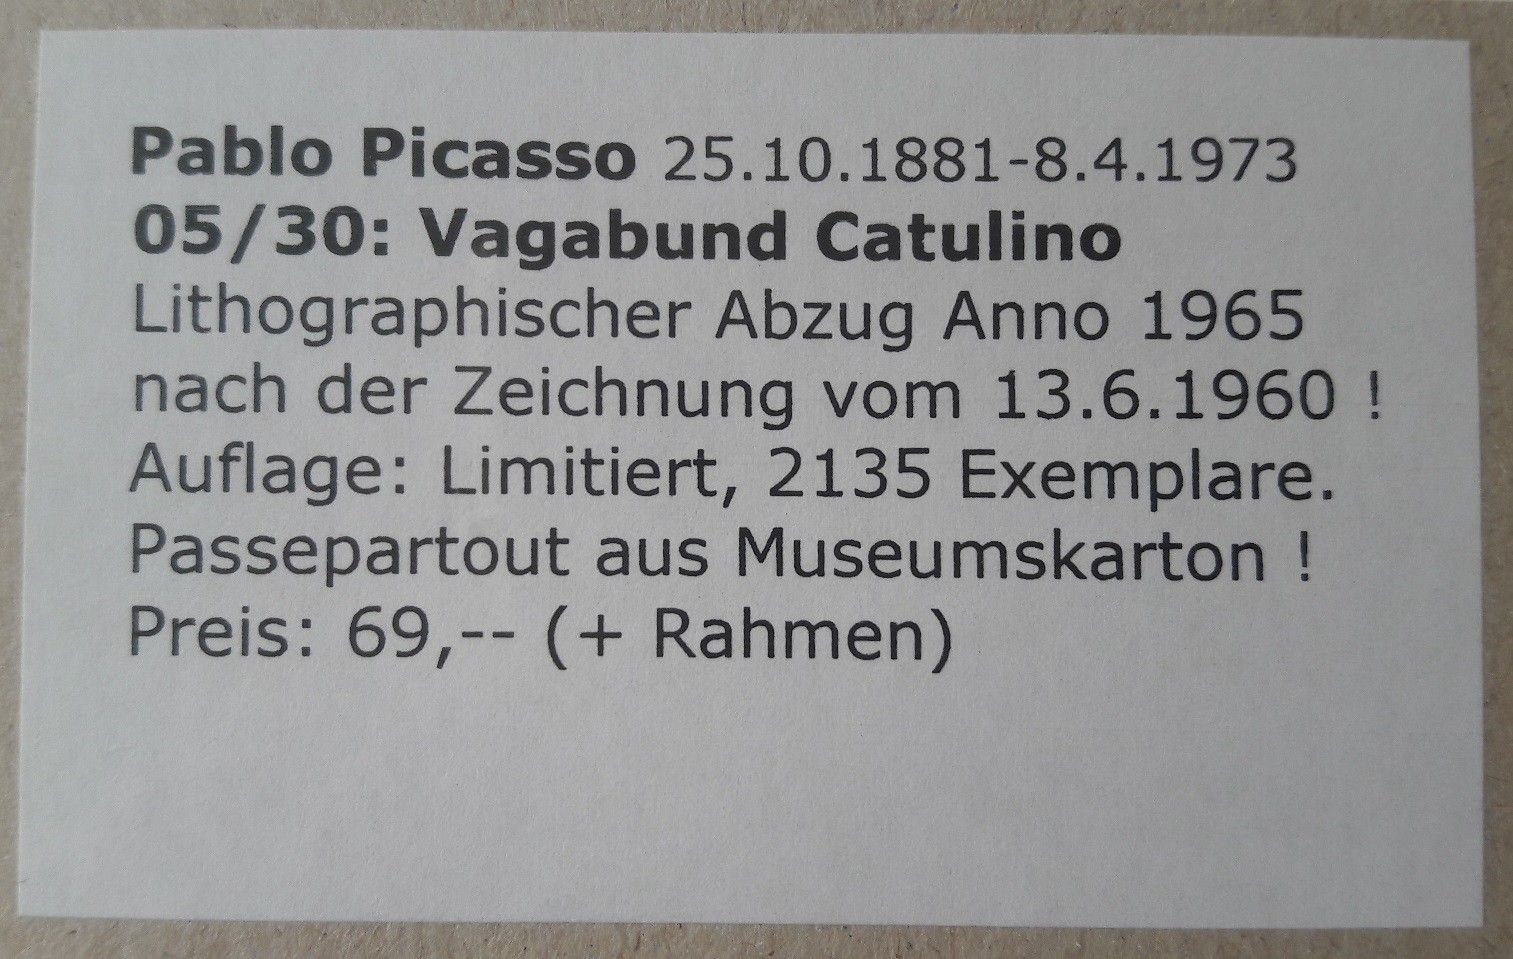 Pablo Picasso 25.10.1881-8.4.1973
05/30: Vagabund Catulino
Lithographischer Abzug Anno 1965
nach der Zeichnung vom 13.6.1960 !
Auflage: Limitiert, 2135 Exemplare.
Passepartout aus Museumskarton !
Preis: 69,-- (+ Rahmen)